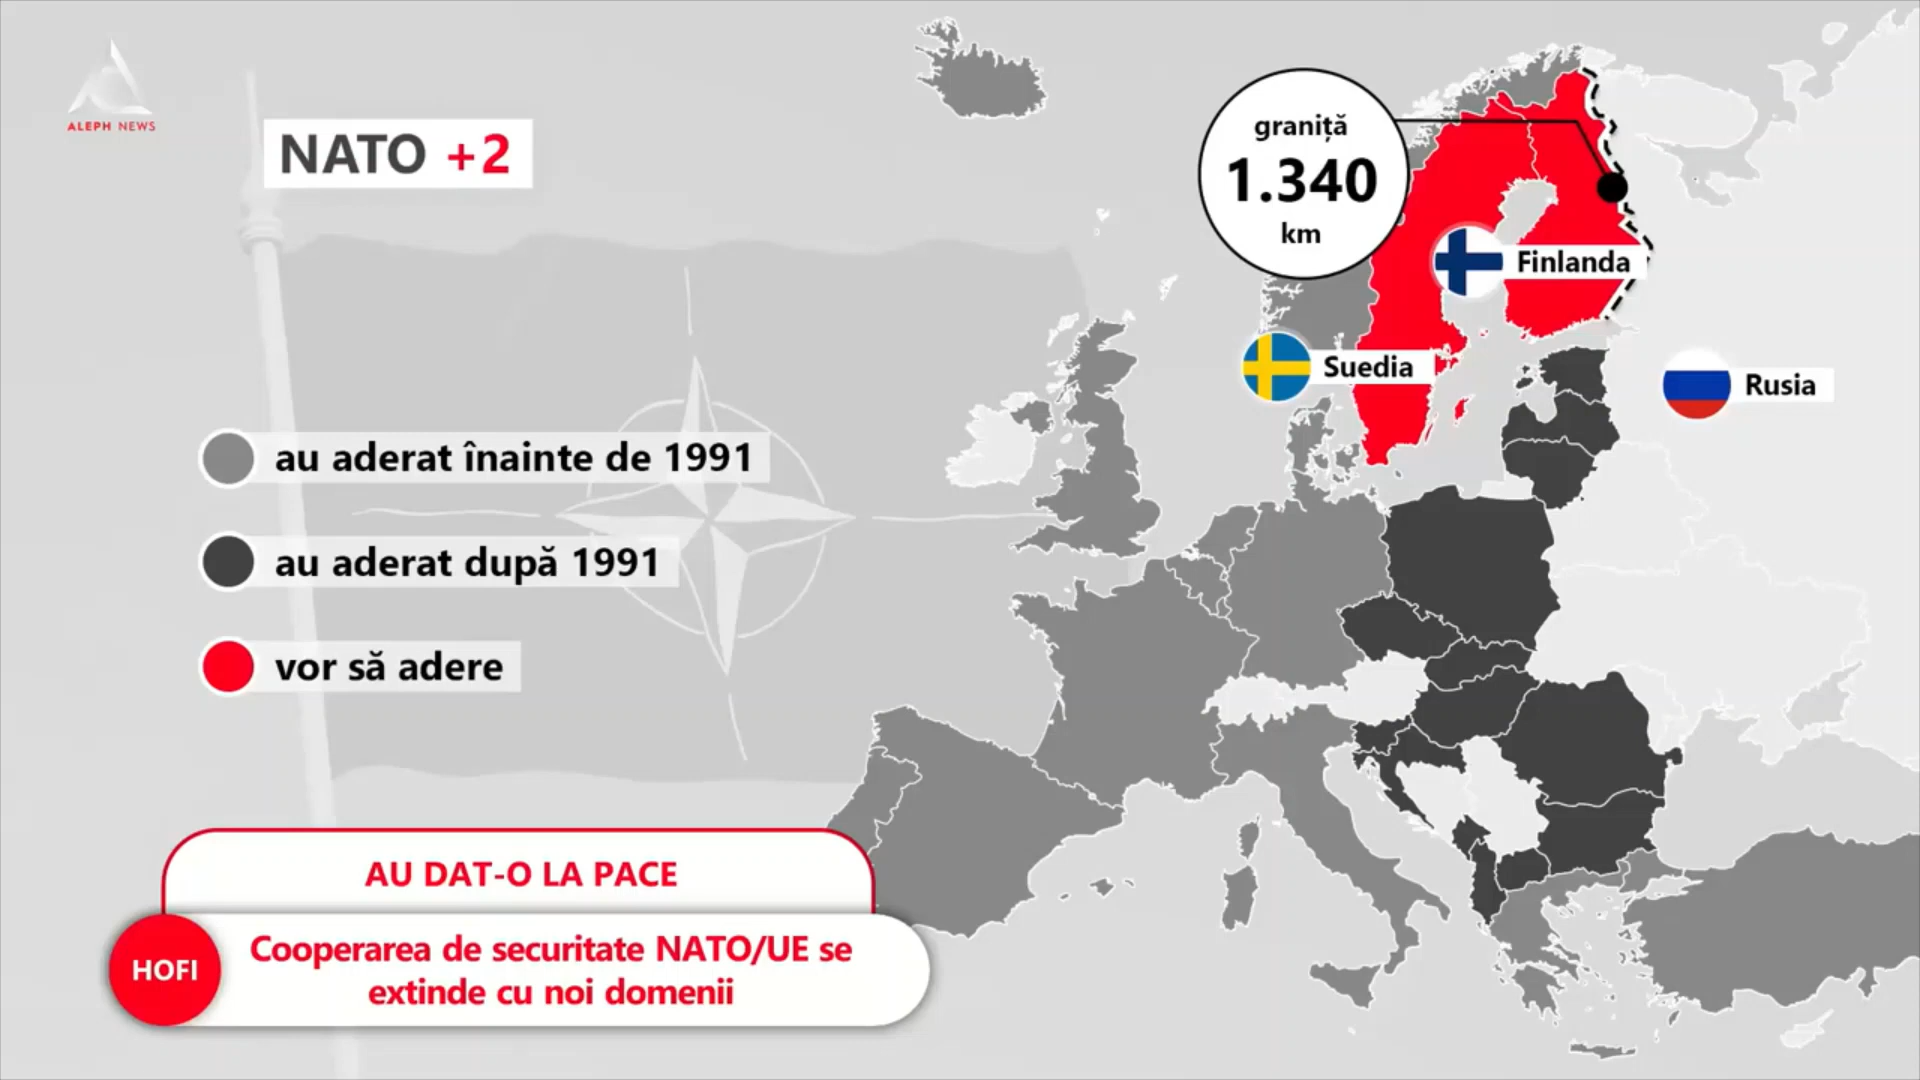 ALEPH NEWS
NATO +2
graniță
1.340
km
Finlanda
Suedia
Rusia
au aderat înainte de 1991
au aderat după 1991
vor să adere
AU DAT-O LA PACE
HOFI
Cooperarea de securitate NATO/UE se
extinde cu noi domenii